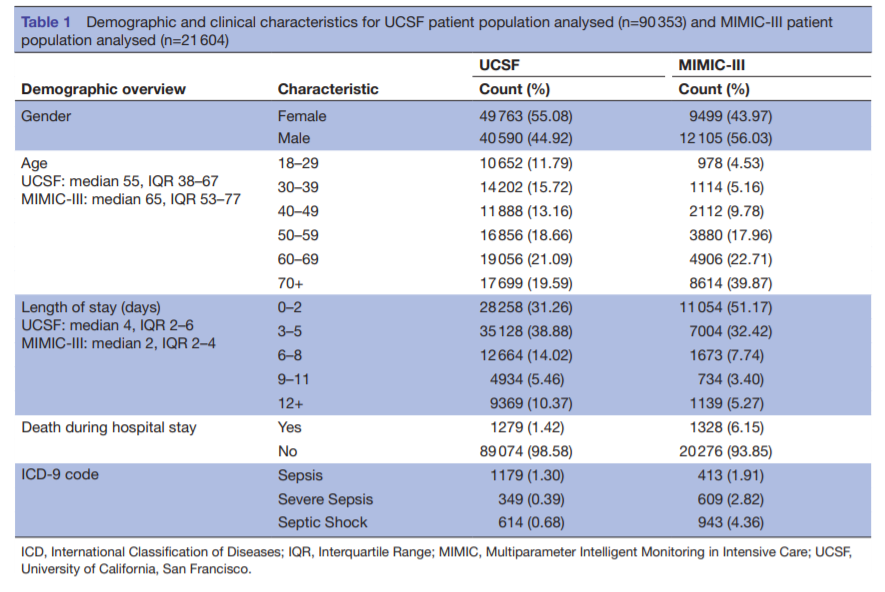 Table 1 Demographic and clinical characteristics for UCSF patient population analysed (n=90 353) and MIMIC-III patient
population analysed (n=21 604)
UCSF MIMIC-III
Demographic overview Characteristic Count (%) Count (%)
Gender Female 49 763 (55.08) 9499 (43.97)
Male 40 590 (44.92) 12 105 (56.03)
Age 18–29 10 652 (11.79) 978 (4.53)
UCSF: median 55, IQR 38–67
MIMIC-III: median 65, IQR 53–77
30–39 14 202 (15.72) 1114 (5.16)
40–49 11 888 (13.16) 2112 (9.78)
50–59 16 856 (18.66) 3880 (17.96)
60–69 19 056 (21.09) 4906 (22.71)
70+ 17 699 (19.59) 8614 (39.87)
Length of stay (days) 0–2 28 258 (31.26) 11 054 (51.17)
UCSF: median 4, IQR 2–6
MIMIC-III: median 2, IQR 2–4
3–5 35 128 (38.88) 7004 (32.42)
6–8 12 664 (14.02) 1673 (7.74)
9–11 4934 (5.46) 734 (3.40)
12+ 9369 (10.37) 1139 (5.27)
Death during hospital stay Yes 1279 (1.42) 1328 (6.15)
No 89 074 (98.58) 20 276 (93.85)
ICD-9 code Sepsis 1179 (1.30) 413 (1.91)
Severe Sepsis 349 (0.39) 609 (2.82)
Septic Shock 614 (0.68) 943 (4.36)
ICD, International Classification of Diseases; IQR, Interquartile Range; MIMIC, Multiparameter Intelligent Monitoring in Intensive Care; UCSF,
University of California, San Francisco.